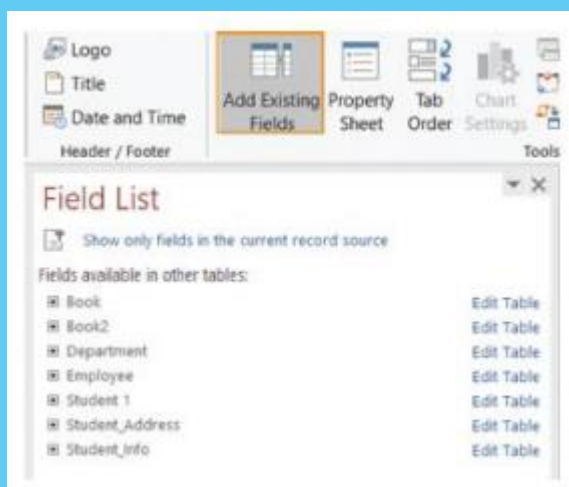 Logo
Title
Date and Time
Header / Footer
Add Existing Fields
Property Sheet
Tab Order
Chart Settings
Tools
Field List
Show only fields in the current record source
Fields available in other tables:
Book Edit Table
Book2 Edit Table
Department Edit Table
Employee Edit Table
Student 1 Edit Table
Student_Address Edit Table
Student_Info Edit Table